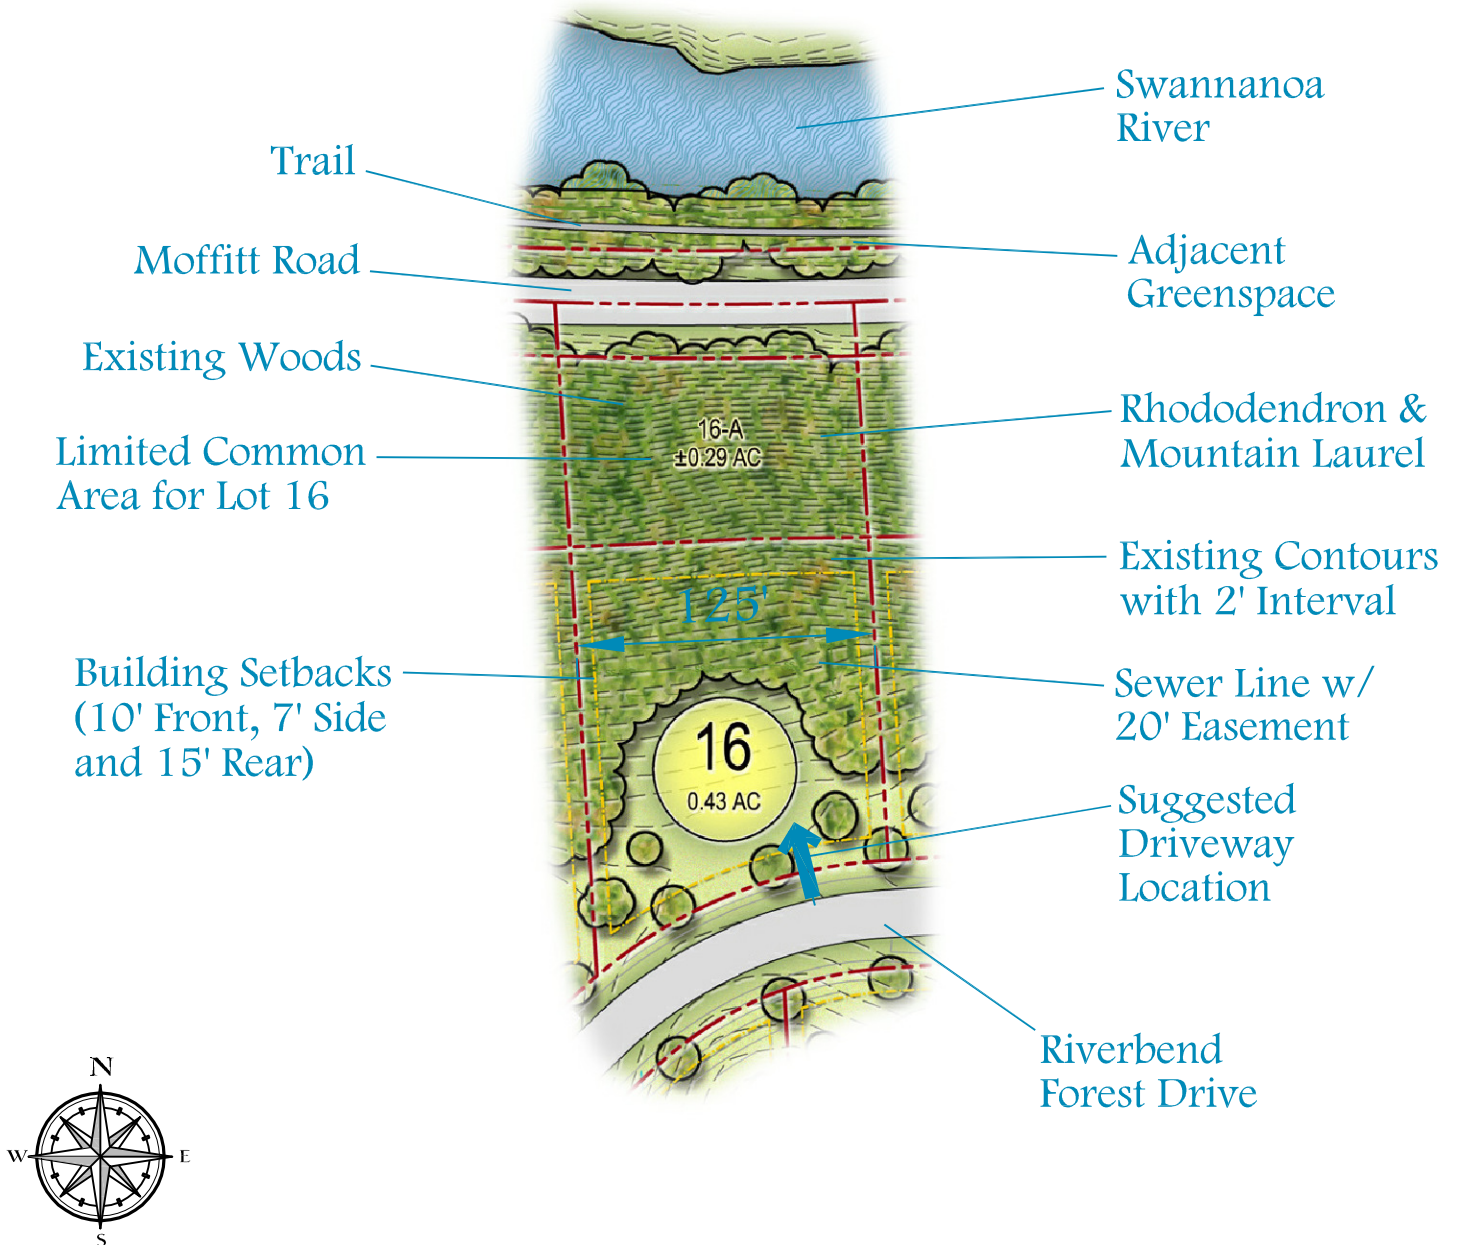 Swannanoa
River
Trail
Moffitt Road
Adjacent
Greenspace
Existing Woods
Rhododendron &
Mountain Laurel
16-A
±0.29 AC
Limited Common
Area for Lot 16
Existing Contours
with 2' Interval
125'
Building Setbacks
(10' Front, 7' Side
and 15' Rear)
Sewer Line w/
20' Easement
16
0.43 AC
Suggested
Driveway
Location
Riverbend
Forest Drive
N
W
E
S